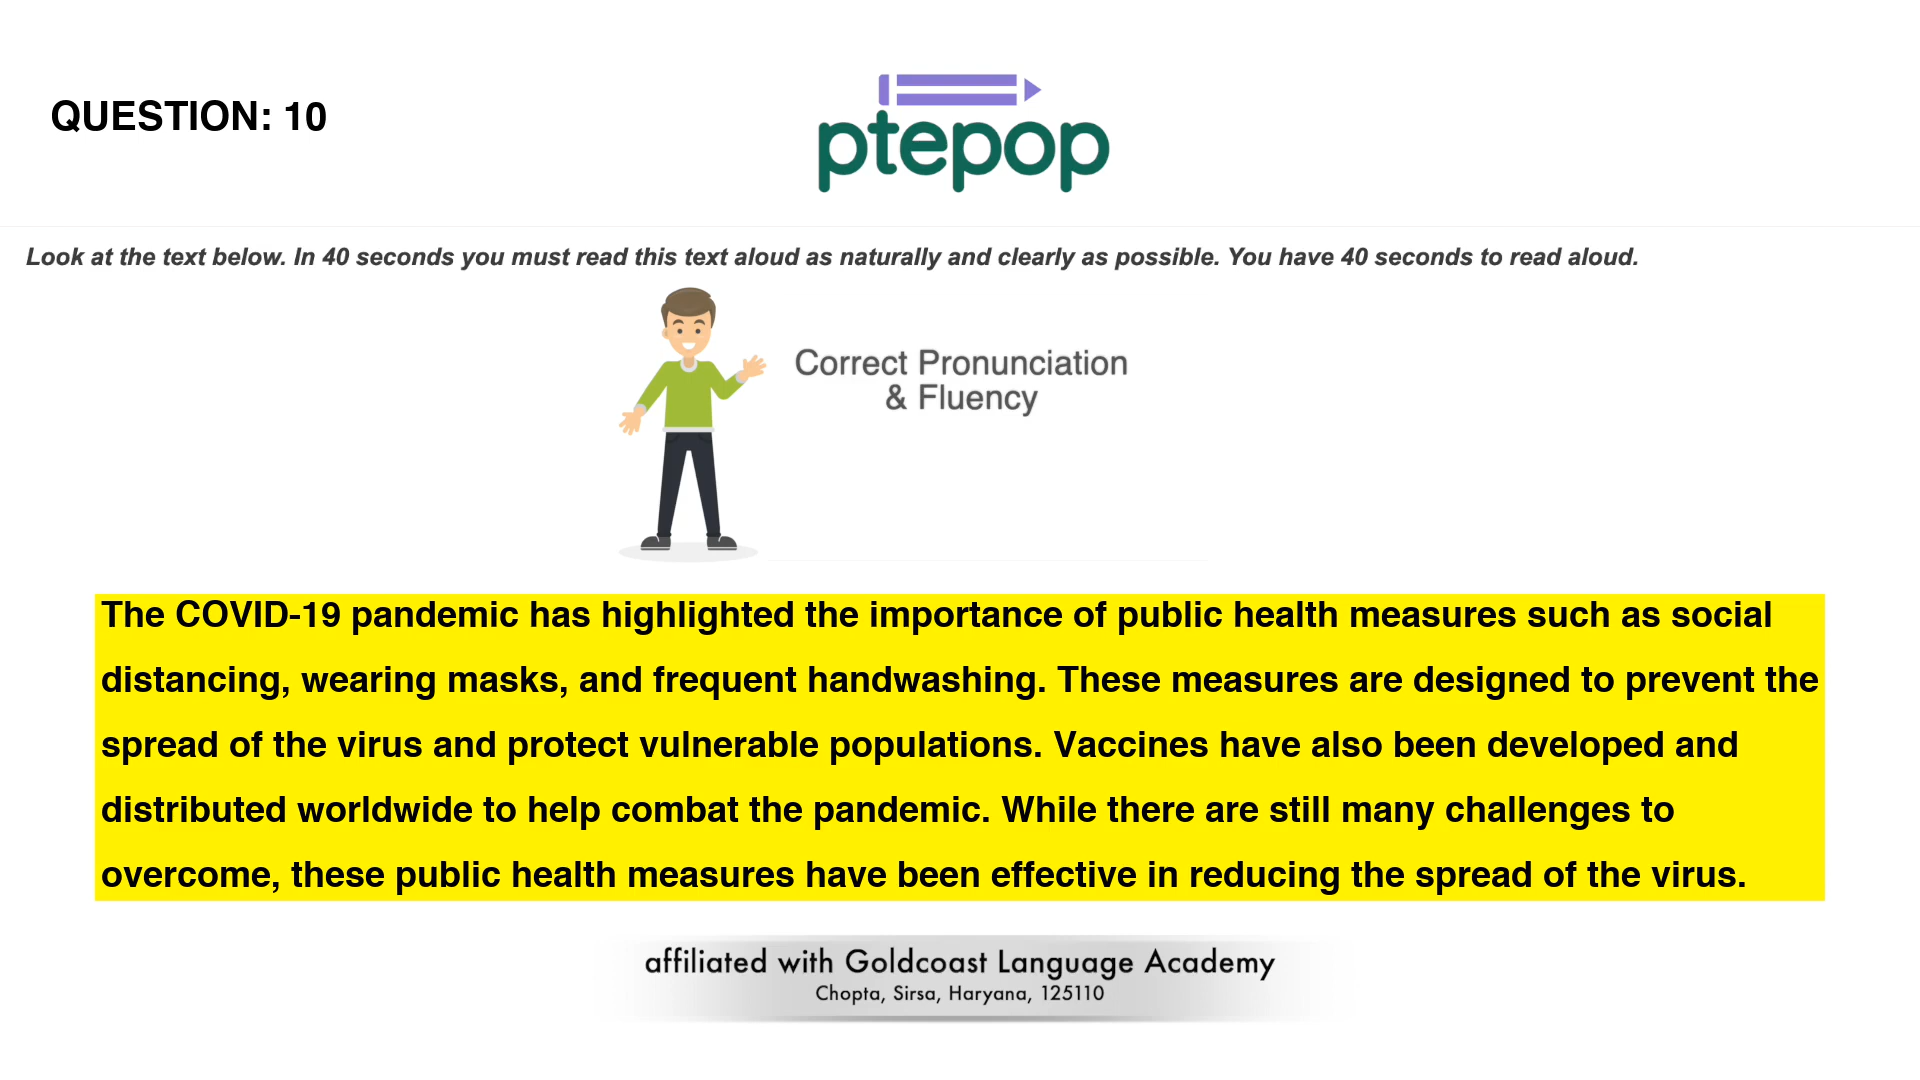 QUESTION: 10
ptepop
Look at the text below. In 40 seconds you must read this text aloud as naturally and clearly as possible. You have 40 seconds to read aloud.
Correct Pronunciation
& Fluency
The COVID-19 pandemic has highlighted the importance of public health measures such as social
distancing, wearing masks, and frequent handwashing. These measures are designed to prevent the
spread of the virus and protect vulnerable populations. Vaccines have also been developed and
distributed worldwide to help combat the pandemic. While there are still many challenges to
overcome, these public health measures have been effective in reducing the spread of the virus.
affiliated with Goldcoast Language Academy
Chopta, Sirsa, Haryana, 125110